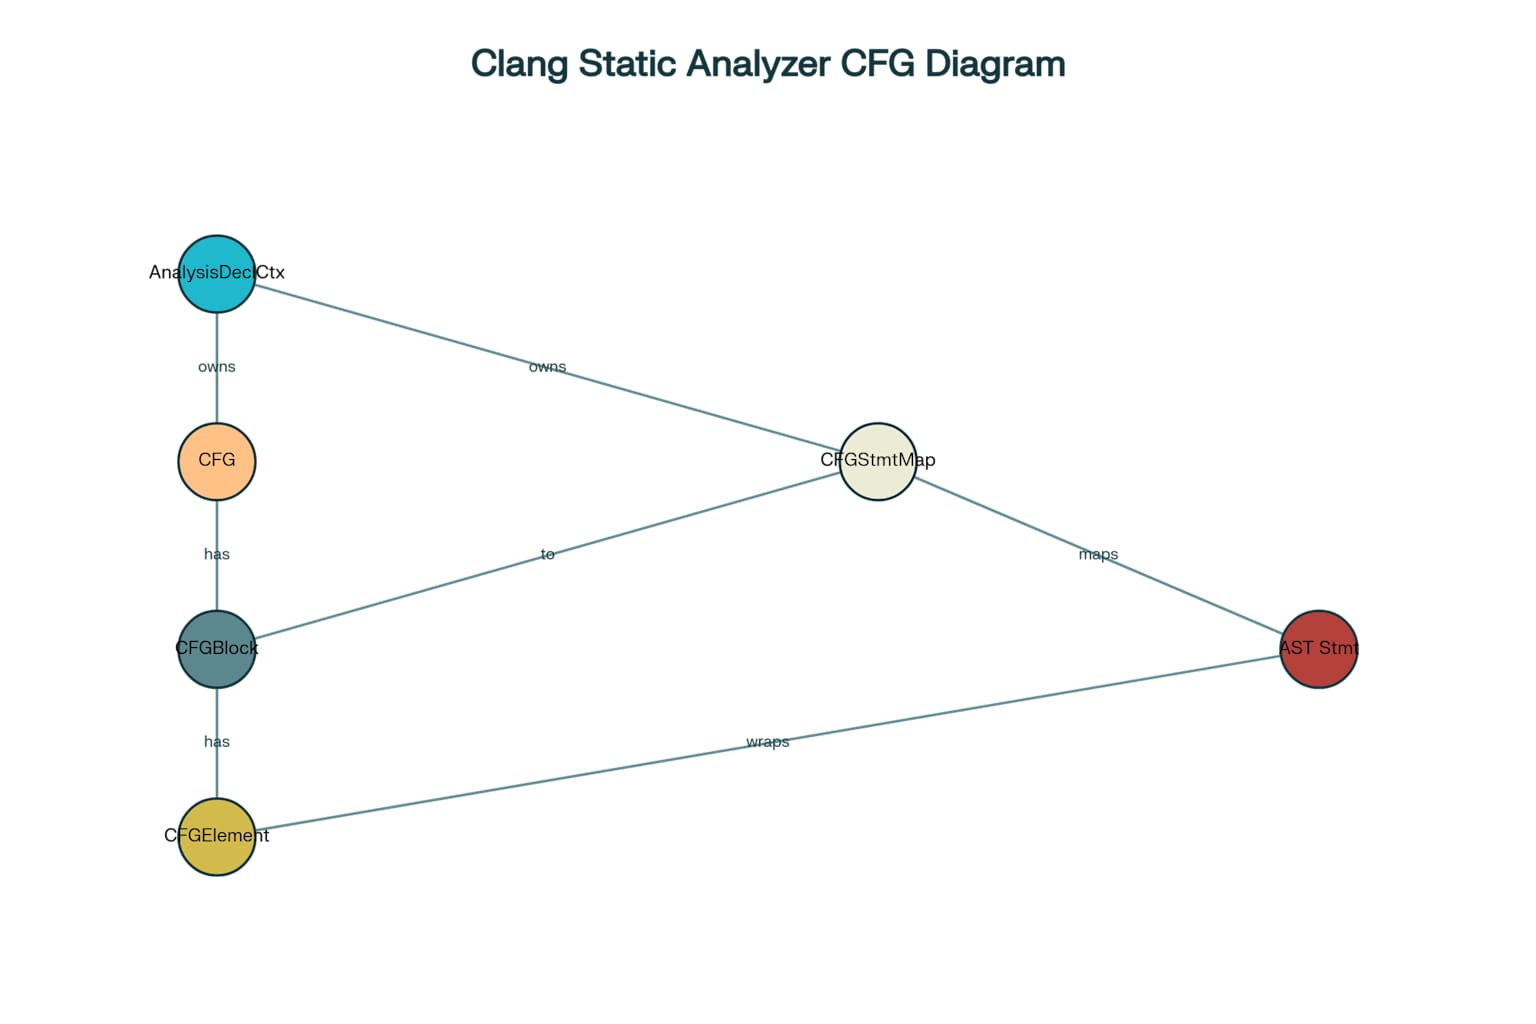 Clang Static Analyzer CFG Diagram
AnalysisDeclCtx
owns
owns
CFG
CFGStmtMap
has
to
maps
CFGBlock
AST Stmt
has
wraps
CFGElement